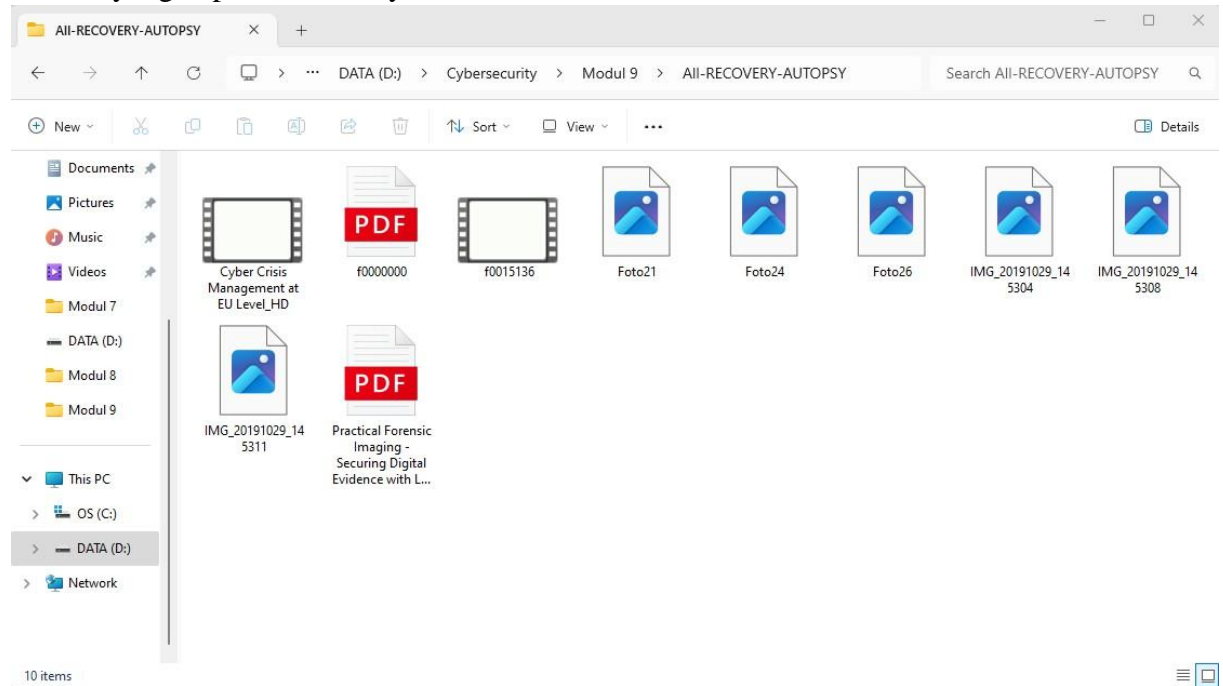 All-RECOVERY-AUTOPSY
DATA (D:) > Cybersecurity > Modul 9 > All-RECOVERY-AUTOPSY
Search All-RECOVERY-AUTOPSY
New
Sort
View
Details
Documents
Pictures
Music
Videos
Modul 7
DATA (D:)
Modul 8
Modul 9
This PC
OS (C:)
DATA (D:)
Network
Cyber Crisis
Management at
EU Level_HD
PDF
f0000000
f0015136
Foto21
Foto24
Foto26
IMG_20191029_14
5304
IMG_20191029_14
5308
IMG_20191029_14
5311
PDF
Practical Forensic
Imaging -
Securing Digital
Evidence with L...
10 items